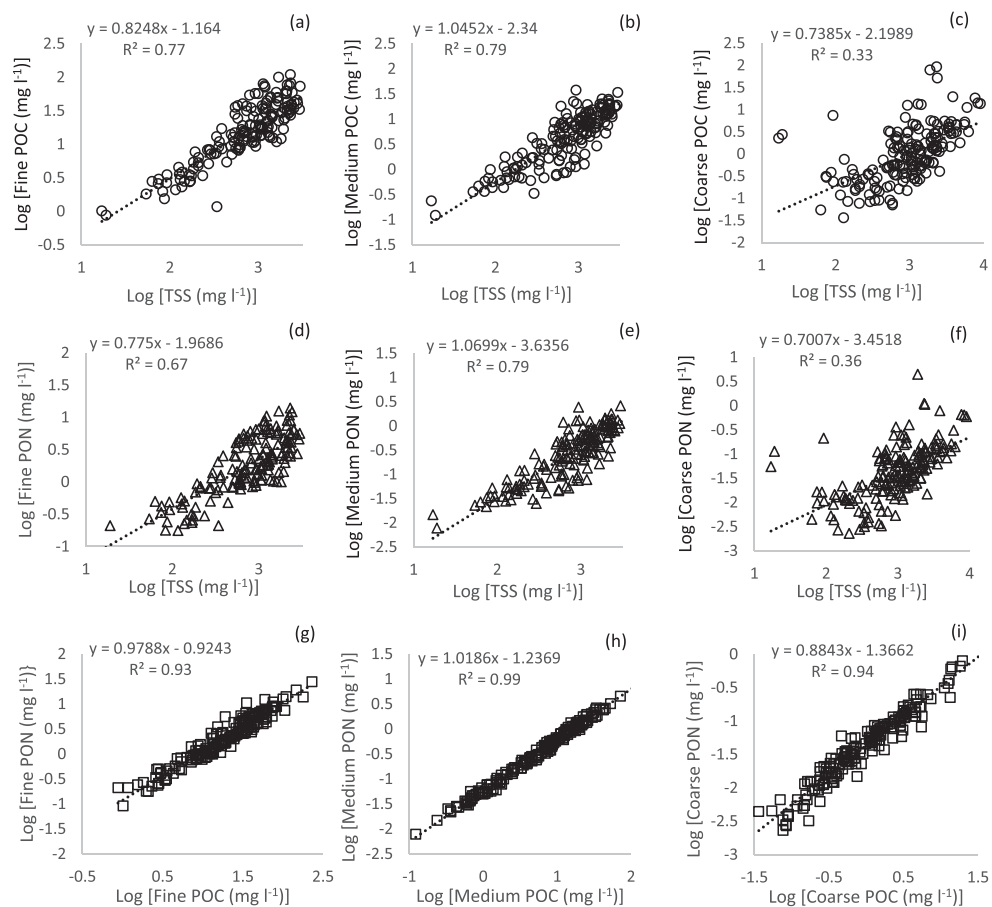 (a)
y = 0.8248x - 1.164
R² = 0.77
Log [Fine POC (mg l⁻¹)]
2.5
2
1.5
1
0.5
0
-0.5
1 2 3
Log [TSS (mg l⁻¹)]
(b)
y = 1.0452x - 2.34
R² = 0.79
Log [Medium POC (mg l⁻¹)]
2.5
2
1.5
1
0.5
0
-0.5
-1
-1.5
1 2 3
Log [TSS (mg l⁻¹)]
(c)
y = 0.7385x - 2.1989
R² = 0.33
Log [Coarse POC (mg l⁻¹)]
2.5
2
1.5
1
0.5
0
-0.5
-1
-1.5
-2
1 2 3 4
Log [TSS (mg l⁻¹)]
(d)
y = 0.775x - 1.9686
R² = 0.67
Log [Fine PON (mg l⁻¹)]
2
1.5
1
0.5
0
-0.5
-1
1 2 3
Log [TSS (mg l⁻¹)]
(e)
y = 1.0699x - 3.6356
R² = 0.79
Log [Medium PON (mg l⁻¹)]
1.5
1
0.5
0
-0.5
-1
-1.5
-2
-2.5
1 2 3
Log [TSS (mg l⁻¹)]
(f)
y = 0.7007x - 3.4518
R² = 0.36
Log [Coarse PON (mg l⁻¹)]
1
0.5
0
-0.5
-1
-1.5
-2
-2.5
-3
1 2 3 4
Log [TSS (mg l⁻¹)]
(g)
y = 0.9788x - 0.9243
R² = 0.93
Log [Fine PON (mg l⁻¹)}
2
1.5
1
0.5
0
-0.5
-1
-1.5
-2
-0.5 0.5 1.5 2.5
Log [Fine POC (mg l⁻¹)]
(h)
y = 1.0186x - 1.2369
R² = 0.99
Log [Medium PON (mg l⁻¹)]
1.5
1
0.5
0
-0.5
-1
-1.5
-2
-2.5
-1 0 1 2
Log [Medium POC (mg l⁻¹)]
(i)
y = 0.8843x - 1.3662
R² = 0.94
Log [Coarse PON (mg l⁻¹)]
0
-0.5
-1
-1.5
-2
-2.5
-3
-1.5 -0.5 0.5 1.5
Log [Coarse POC (mg l⁻¹)]